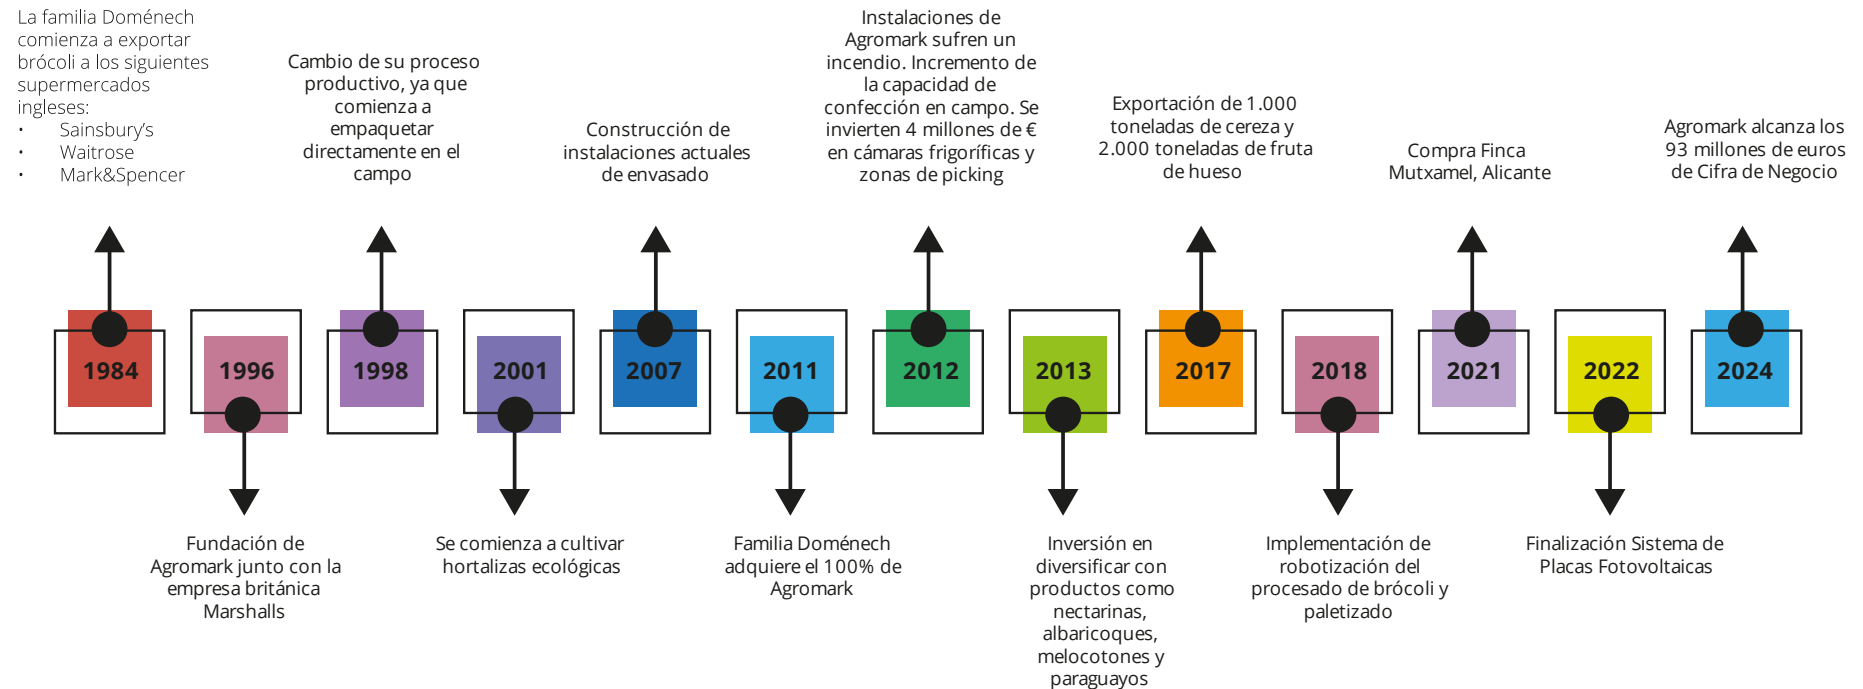 La familia Doménech
comienza a exportar
brócoli a los siguientes
supermercados
ingleses:
• Sainsbury's
• Waitrose
• Mark&Spencer
Cambio de su proceso
productivo, ya que
comienza a
empaquetar
directamente en el
campo
Construcción de
instalaciones actuales
de envasado
Instalaciones de
Agromark sufren un
incendio. Incremento de
la capacidad de
confección en campo. Se
invierten 4 millones de €
en cámaras frigoríficas y
zonas de picking
Exportación de 1.000
toneladas de cereza y
2.000 toneladas de fruta
de hueso
Compra Finca
Mutxamel, Alicante
Agromark alcanza los
93 millones de euros
de Cifra de Negocio
1984
1996
1998
2001
2007
2011
2012
2013
2017
2018
2021
2022
2024
Fundación de
Agromark junto con la
empresa británica
Marshalls
Se comienza a cultivar
hortalizas ecológicas
Familia Doménech
adquiere el 100% de
Agromark
Inversión en
diversificar con
productos como
nectarinas,
albaricoques,
melocotones y
paraguayos
Implementación de
robotización del
procesado de brócoli y
paletizado
Finalización Sistema de
Placas Fotovoltaicas